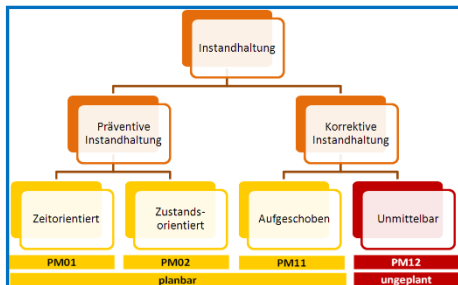 Instandhaltung
Präventive
Instandhaltung
Korrektive
Instandhaltung
Zeitorientiert
Zustands-
orientiert
Aufgeschoben
Unmittelbar
PM01
PM02
PM11
PM12
planbar
ungeplant